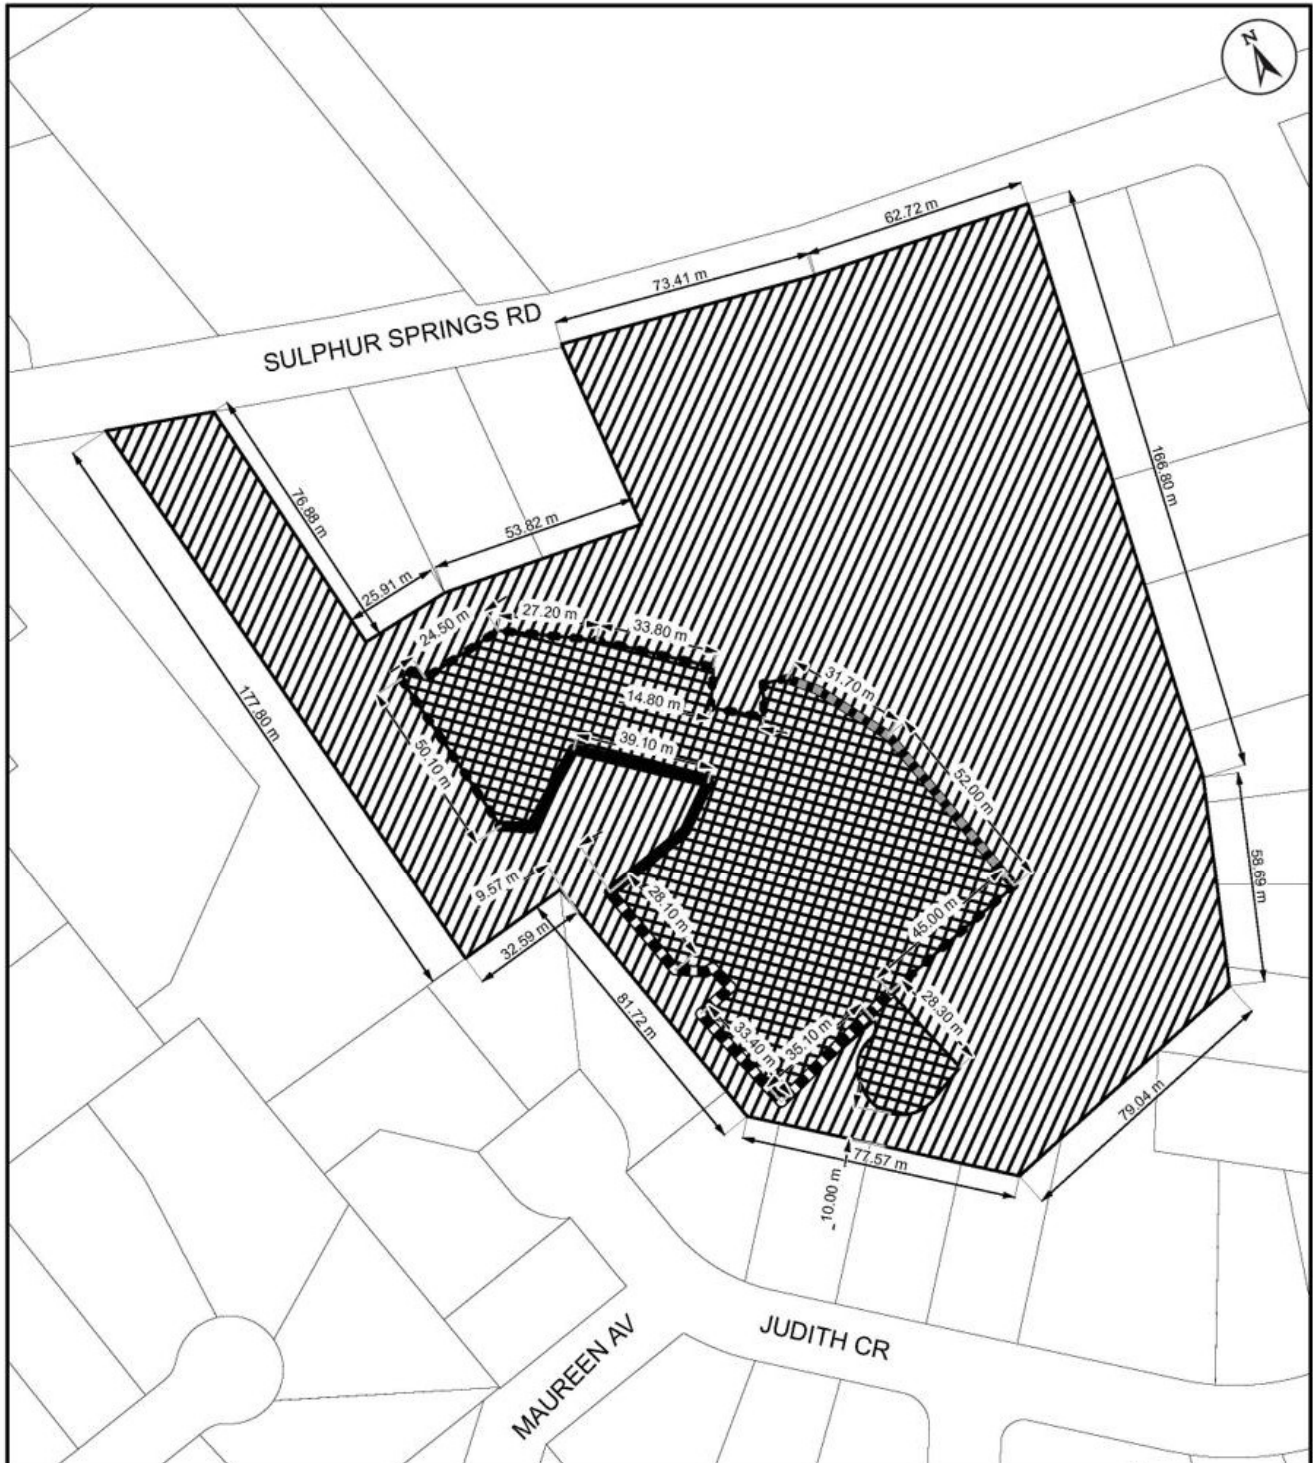 N
62.72 m
73.41 m
SULPHUR SPRINGS RD
166.80 m
76.88 m
53.82 m
25.91 m
24.50 m
27.20 m
33.80 m
31.70 m
14.80 m
177.80 m
39.10 m
50.10 m
52.00 m
58.69 m
9.57 m
28.10 m
45.00 m
32.59 m
81.72 m
28.30 m
33.40 m
35.10 m
79.04 m
77.57 m
10.00 m
JUDITH CR
MAUREEN AV